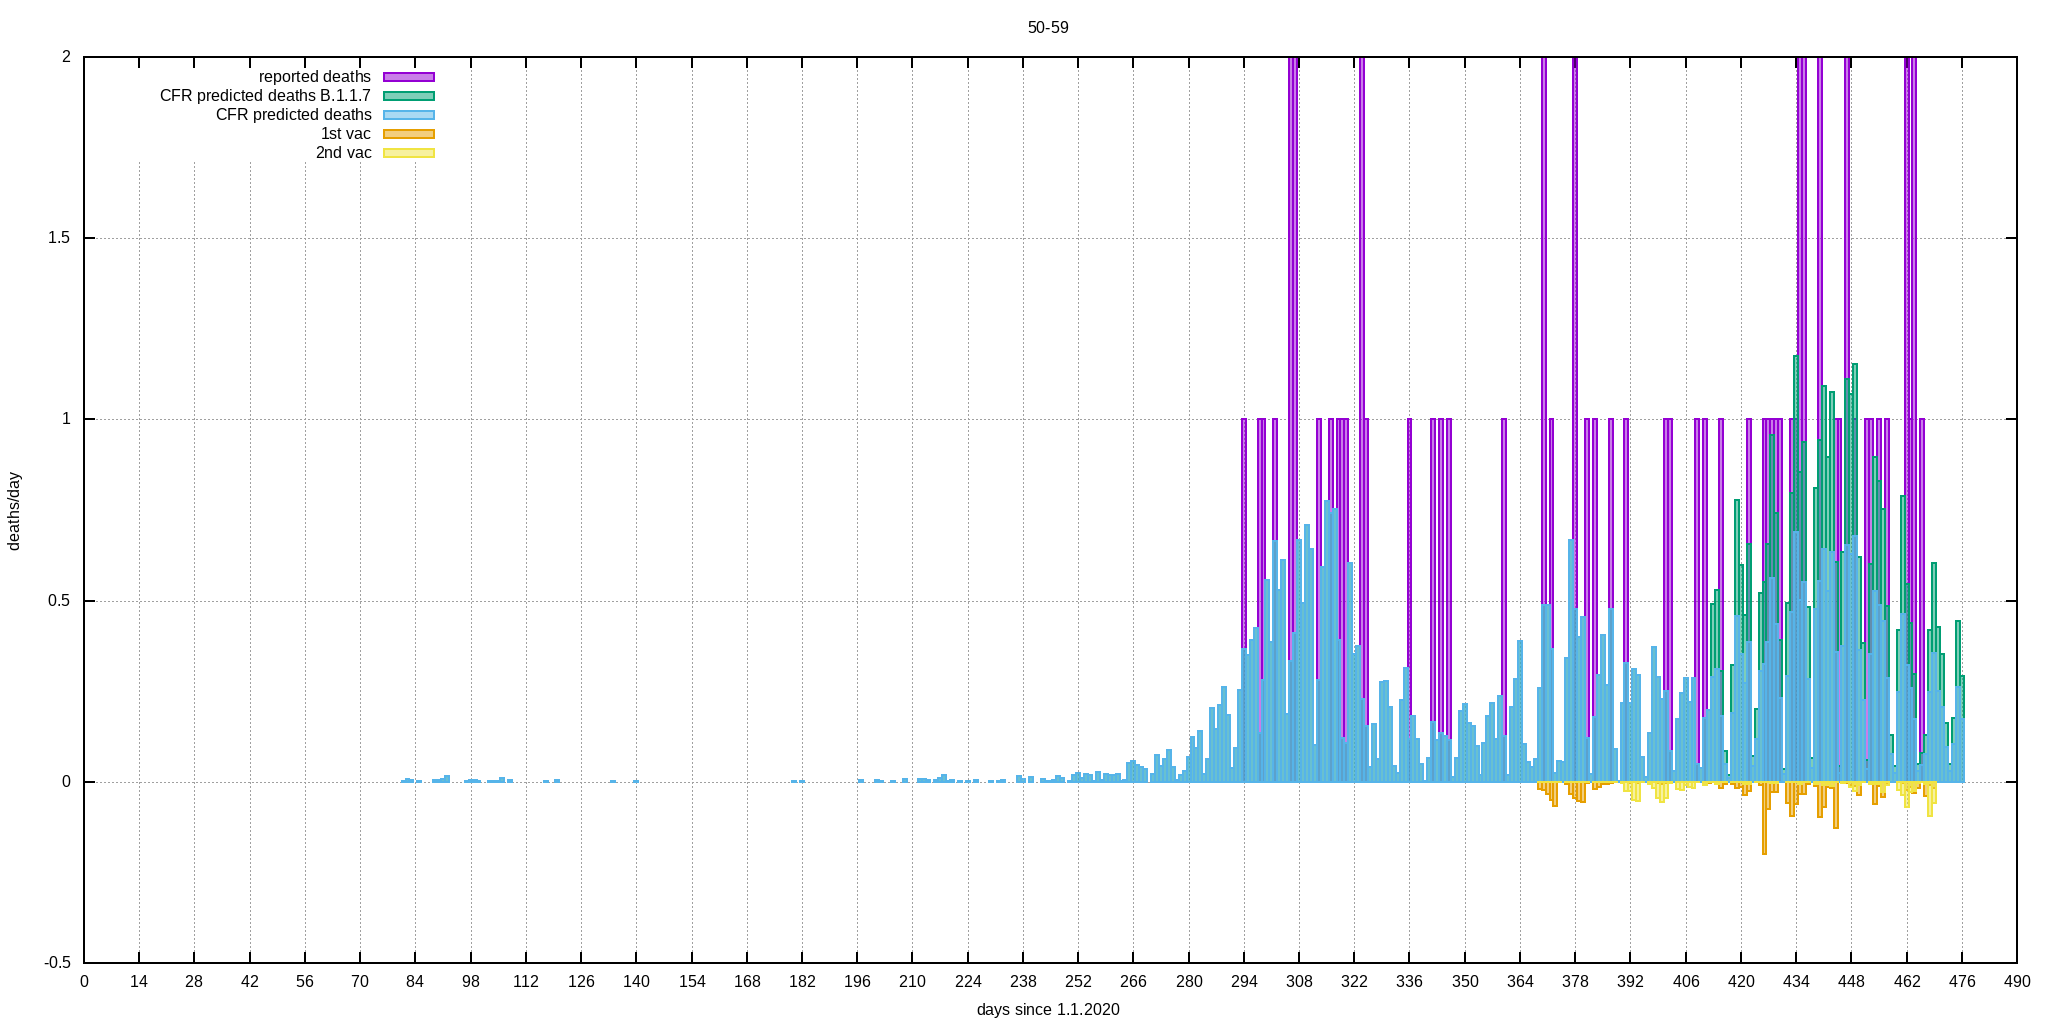 50-59
reported deaths
CFR predicted deaths B.1.1.7
CFR predicted deaths
1st vac
2nd vac
2
1.5
1
0.5
0
-0.5
deaths/day
0 14 28 42 56 70 84 98 112 126 140 154 168 182 196 210 224 238 252 266 280 294 308 322 336 350 364 378 392 406 420 434 448 462 476 490
days since 1.1.2020